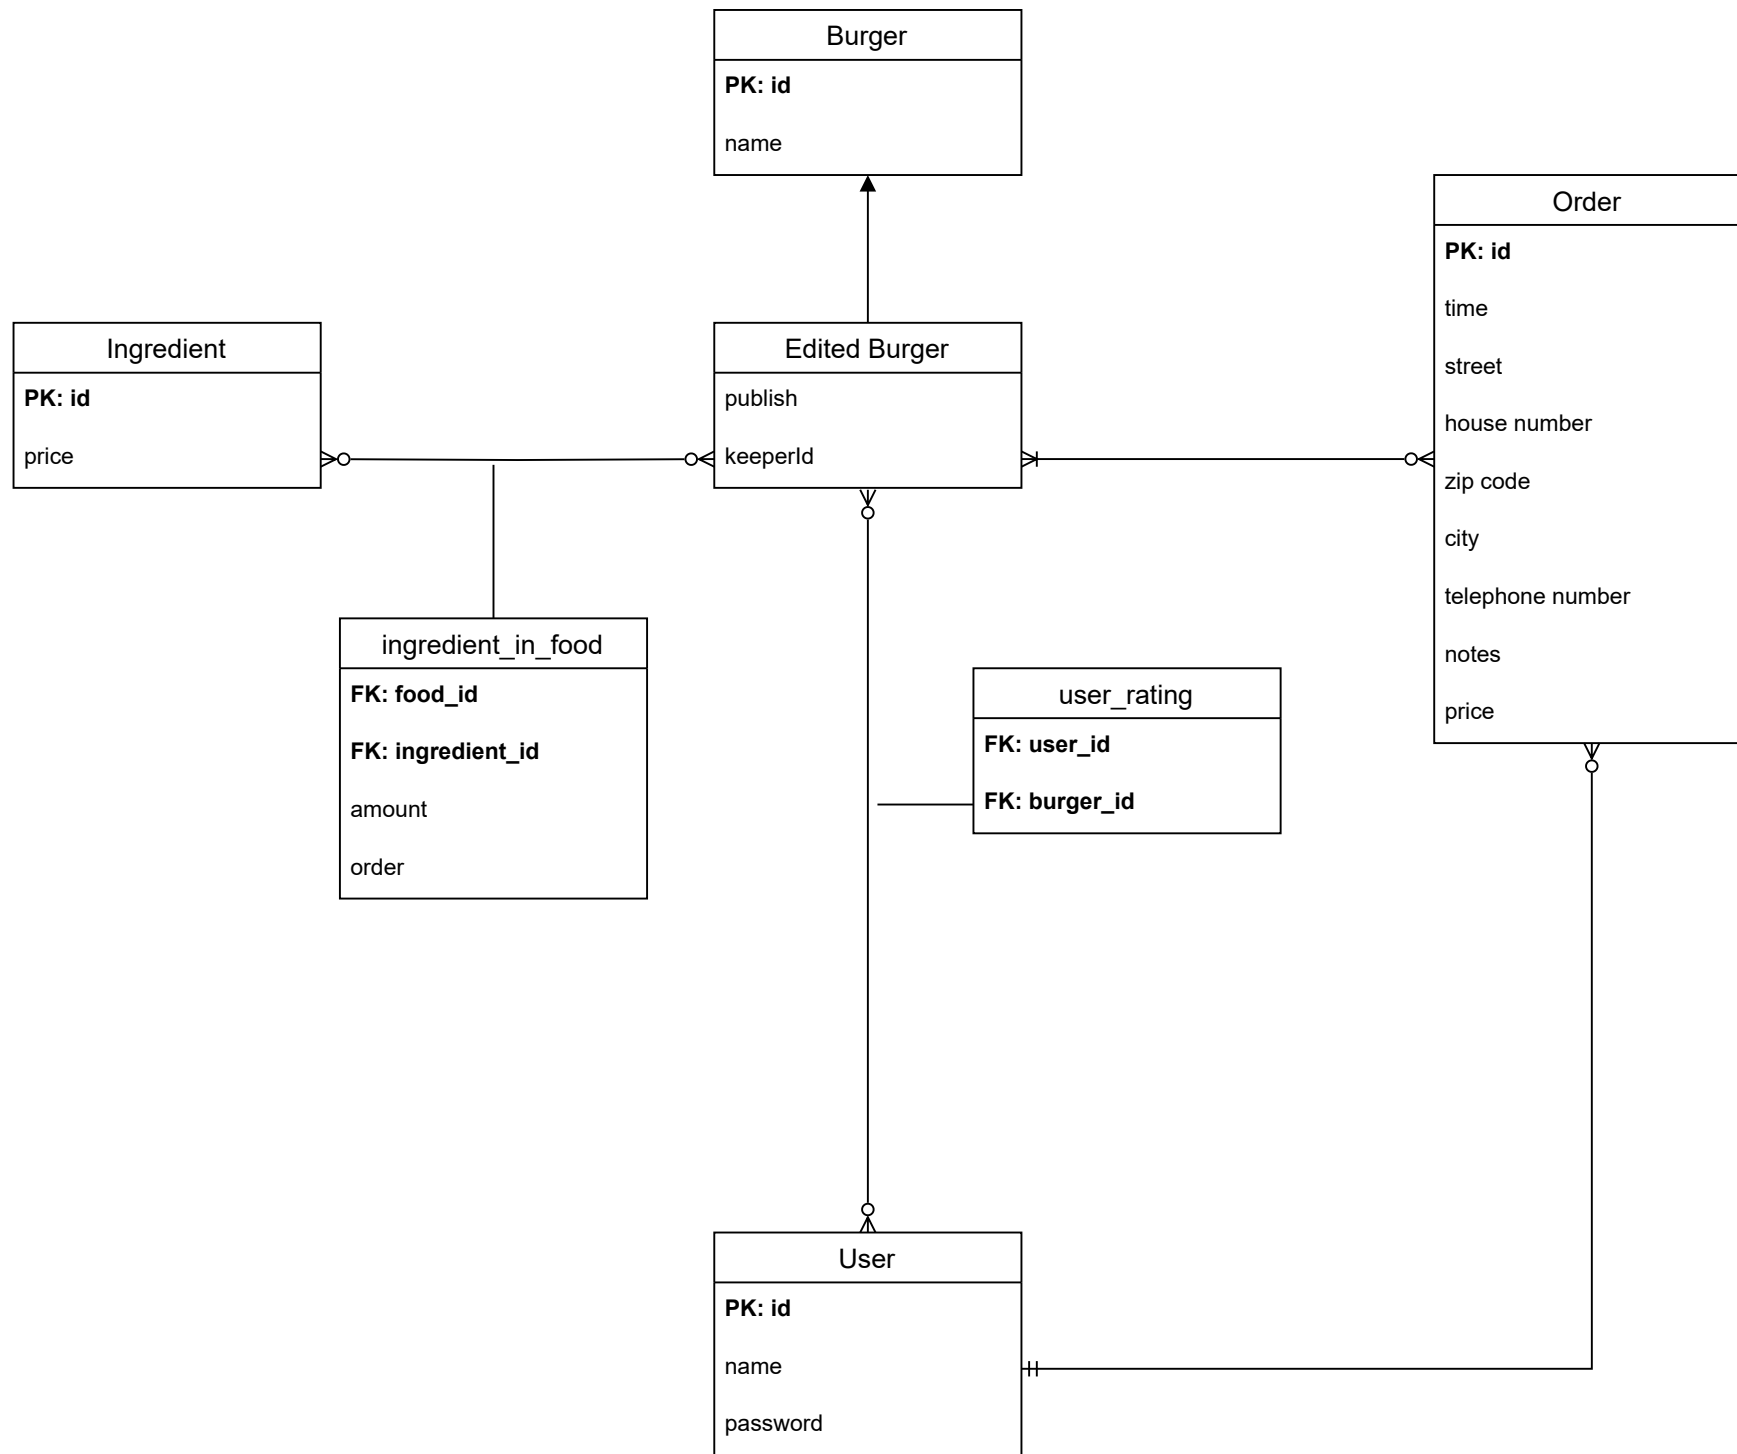 Burger
PK: id
name
Order
PK: id
time
street
house number
zip code
city
telephone number
notes
price
Ingredient
PK: id
price
Edited Burger
publish
keeperId
ingredient_in_food
FK: food_id
FK: ingredient_id
amount
order
user_rating
FK: user_id
FK: burger_id
User
PK: id
name
password